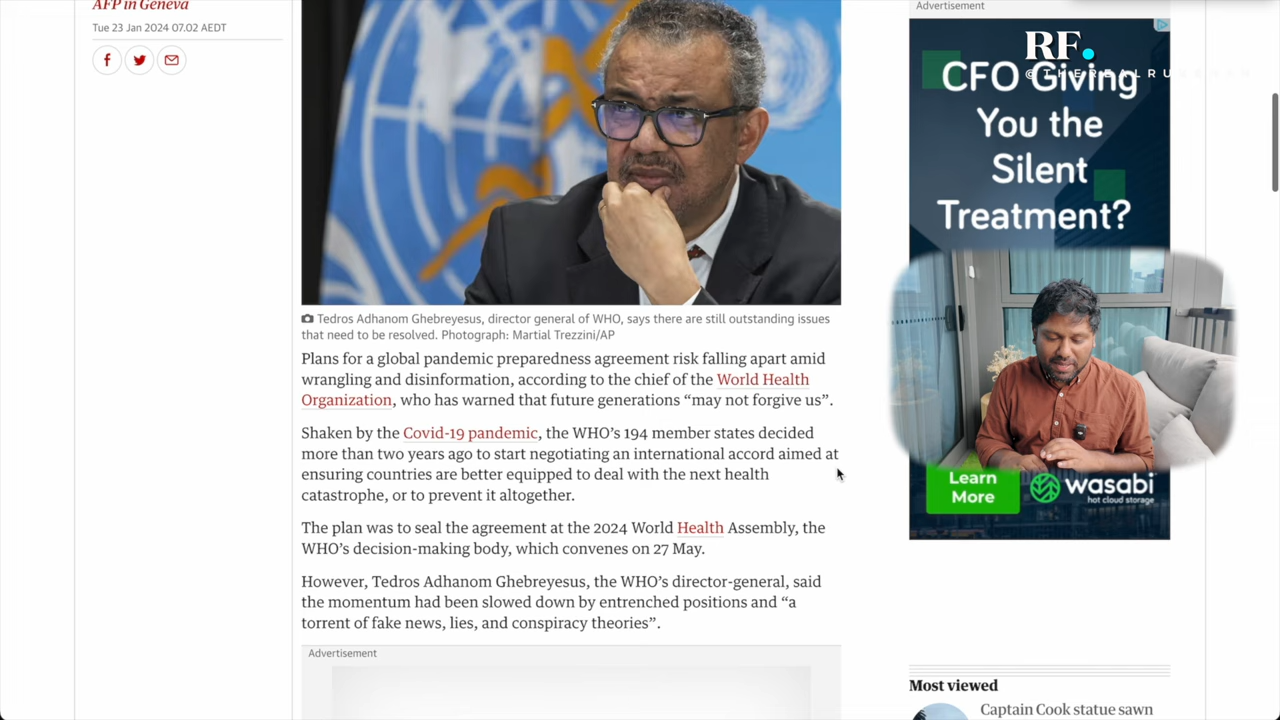 AFP in Geneva
Tue 23 Jan 2024 07.02 AEDT
Tedros Adhanom Ghebreyesus, director general of WHO, says there are still outstanding issues
that need to be resolved. Photograph: Martial Trezzini/AP
Plans for a global pandemic preparedness agreement risk falling apart amid
wrangling and disinformation, according to the chief of the World Health
Organization, who has warned that future generations “may not forgive us”.
Shaken by the Covid-19 pandemic, the WHO’s 194 member states decided
more than two years ago to start negotiating an international accord aimed at
ensuring countries are better equipped to deal with the next health
catastrophe, or to prevent it altogether.
The plan was to seal the agreement at the 2024 World Health Assembly, the
WHO’s decision-making body, which convenes on 27 May.
However, Tedros Adhanom Ghebreyesus, the WHO’s director-general, said
the momentum had been slowed down by entrenched positions and “a
torrent of fake news, lies, and conspiracy theories”.
Advertisement
Advertisement
RF.
CFO Giving
You the
Silent
Treatment?
Learn
More
wasabi
hot cloud storage
Most viewed
Captain Cook statue sawn